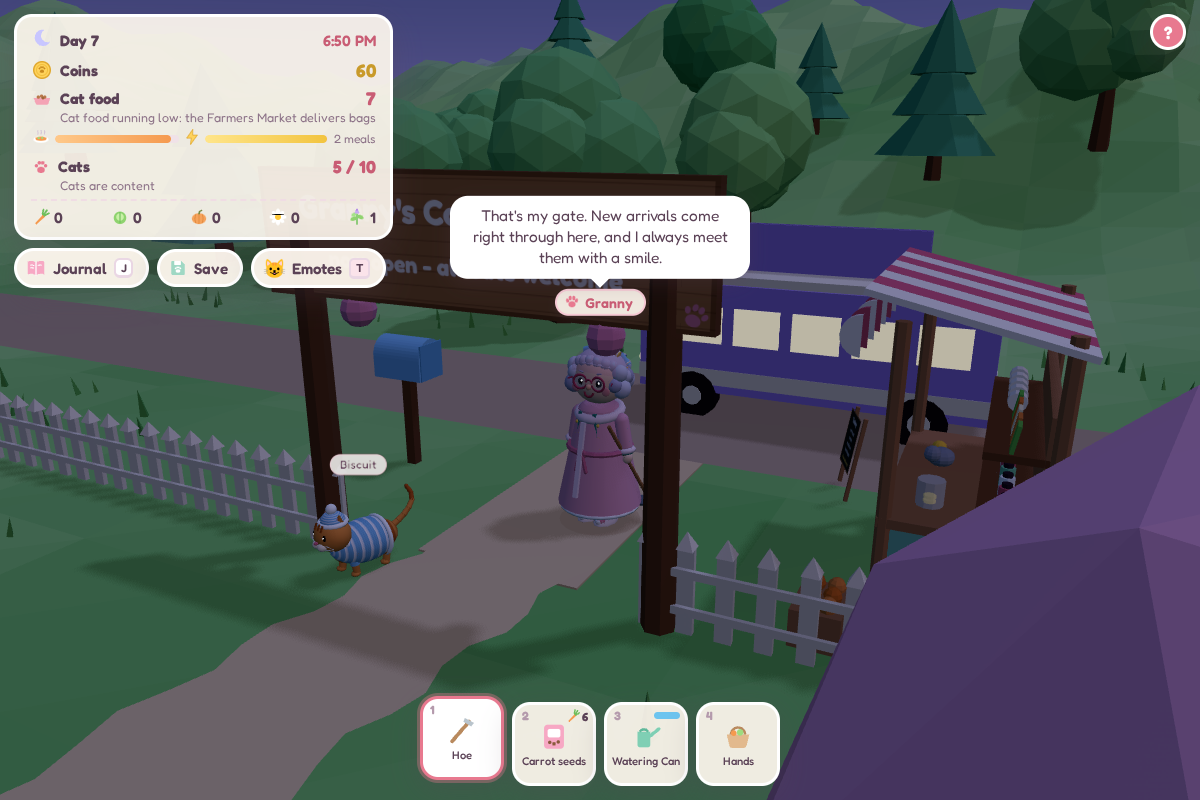 Day 7
6:50 PM
Coins
60
Cat food
7
Cat food running low: the Farmers Market delivers bags
2 meals
Cats
5 / 10
Cats are content
0
0
0
0
1
Journal
J
Save
Emotes
T
?
That's my gate. New arrivals come
right through here, and I always meet
them with a smile.
Granny
Biscuit
1
Hoe
2
6
Carrot seeds
3
Watering Can
4
Hands